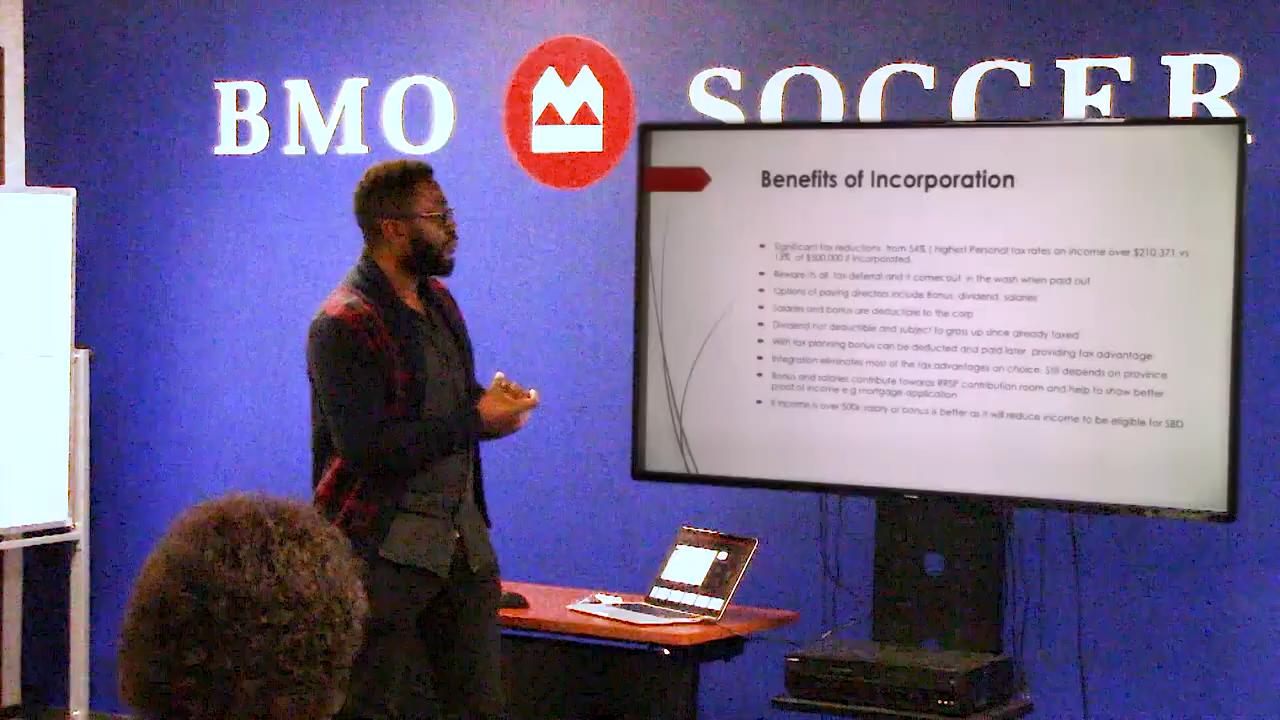 BMO SOCCER
Benefits of Incorporation
Significant tax reductions from 54% ( highest Personal tax rates on income over $210,371 vs
13% of $500,000 if incorporated.
Beware its all tax deferral and it comes out in the wash when paid out
Options of paying directors include Bonus, dividend, salaries
Salaries and bonus are deductible to the corp
Dividend not deductible and subject to gross up since already taxed
With tax planning bonus can be deducted and paid later providing tax advantage
Integration eliminates most of the tax advantages on choice. Still depends on province
Bonus and salaries contribute towards RRSP contribution room and help to show better
proof of income e.g mortgage application
If income is over 500k salary or bonus is better as it will reduce income to be eligible for SBD